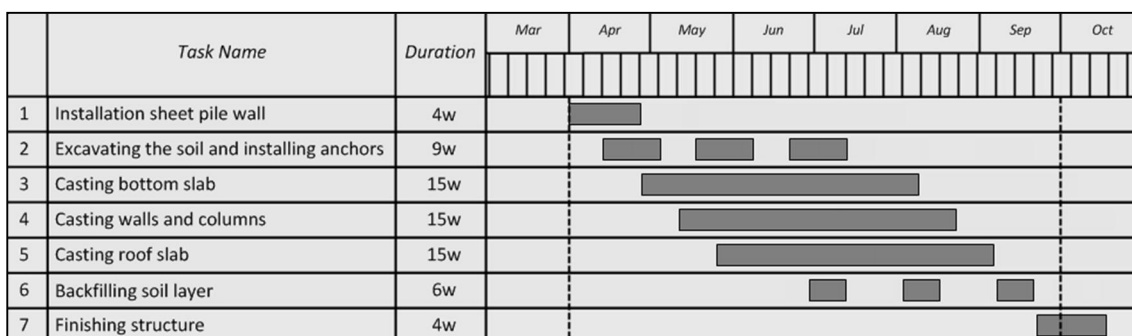 Task Name Duration Mar Apr May Jun Jul Aug Sep Oct
1 Installation sheet pile wall 4w
2 Excavating the soil and installing anchors 9w
3 Casting bottom slab 15w
4 Casting walls and columns 15w
5 Casting roof slab 15w
6 Backfilling soil layer 6w
7 Finishing structure 4w